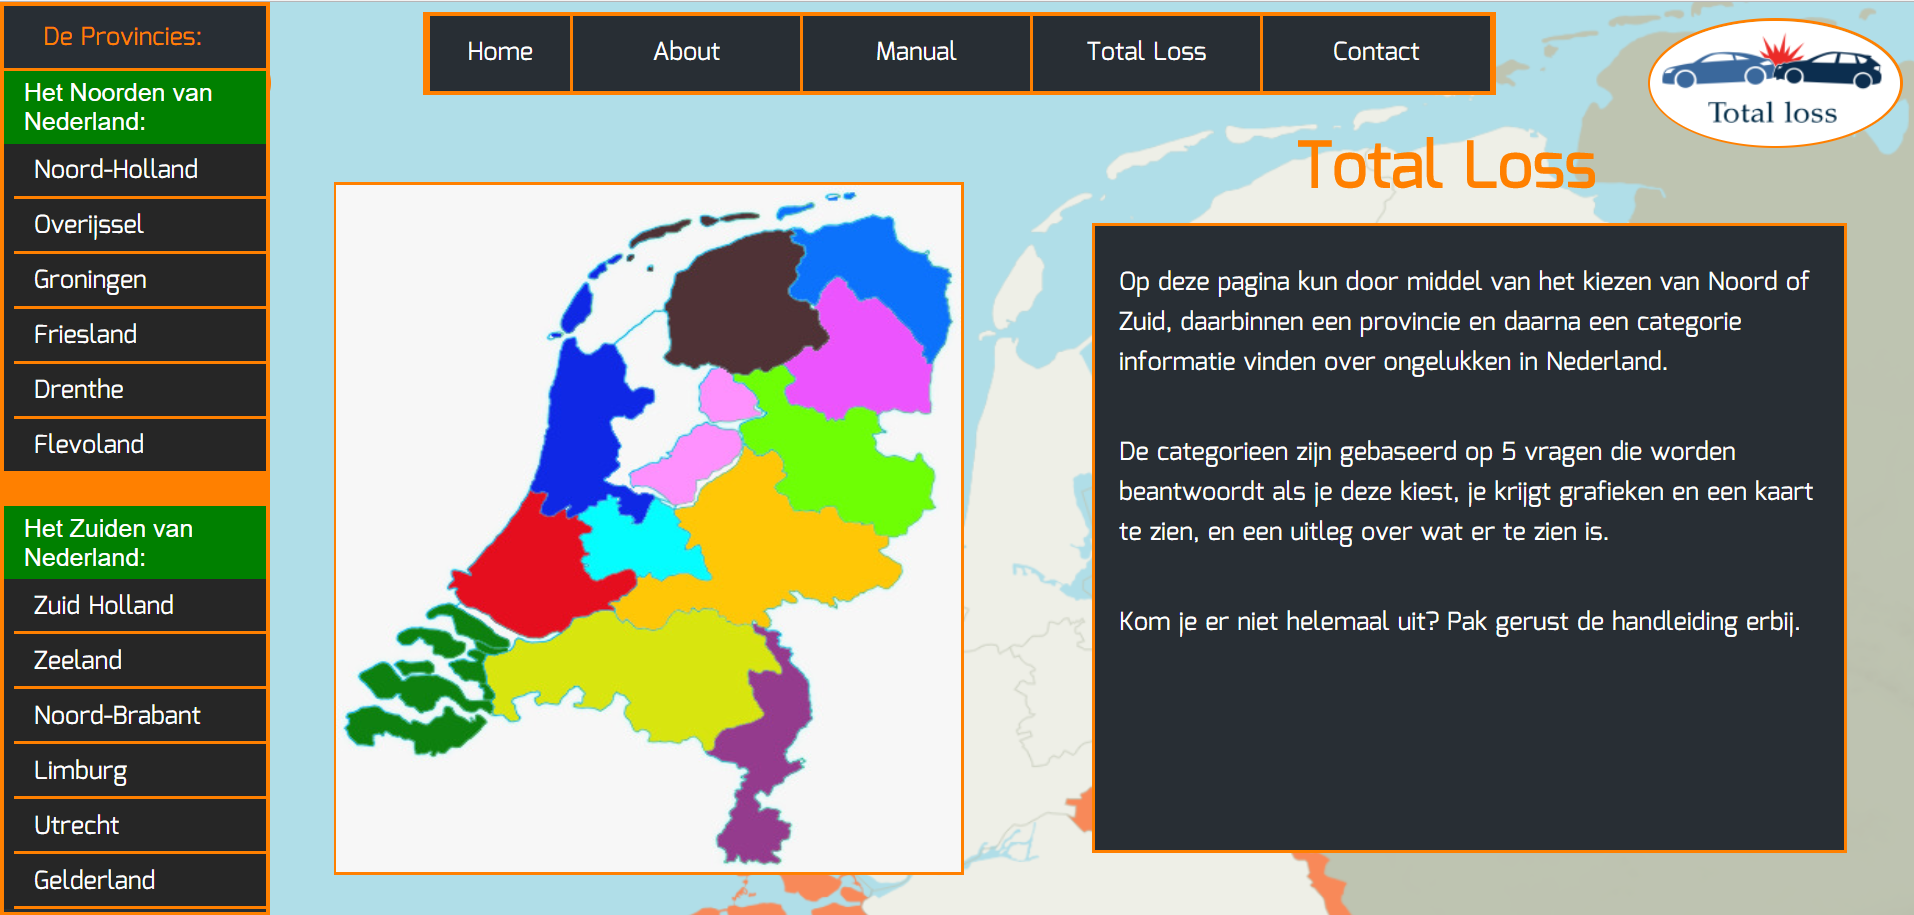 De Provincies:
Het Noorden van
Nederland:
Noord-Holland
Overijssel
Groningen
Friesland
Drenthe
Flevoland
Het Zuiden van
Nederland:
Zuid Holland
Zeeland
Noord-Brabant
Limburg
Utrecht
Gelderland
Home About Manual Total Loss Contact
Total loss
Total Loss
Op deze pagina kun door middel van het kiezen van Noord of
Zuid, daarbinnen een provincie en daarna een categorie
informatie vinden over ongelukken in Nederland.
De categorieen zijn gebaseerd op 5 vragen die worden
beantwoordt als je deze kiest, je krijgt grafieken en een kaart
te zien, en een uitleg over wat er te zien is.
Kom je er niet helemaal uit? Pak gerust de handleiding erbij.